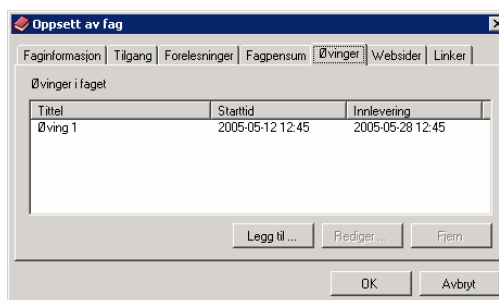 Oppsett av fag
Faginformasjon Tilgang Forelesninger Fagpensum Øvinger Websider Linker
Øvinger i faget
Tittel Starttid Innlevering
Øving 1 2005-05-12 12:45 2005-05-28 12:45
Legg til ... Rediger ... Fjern
OK Avbryt